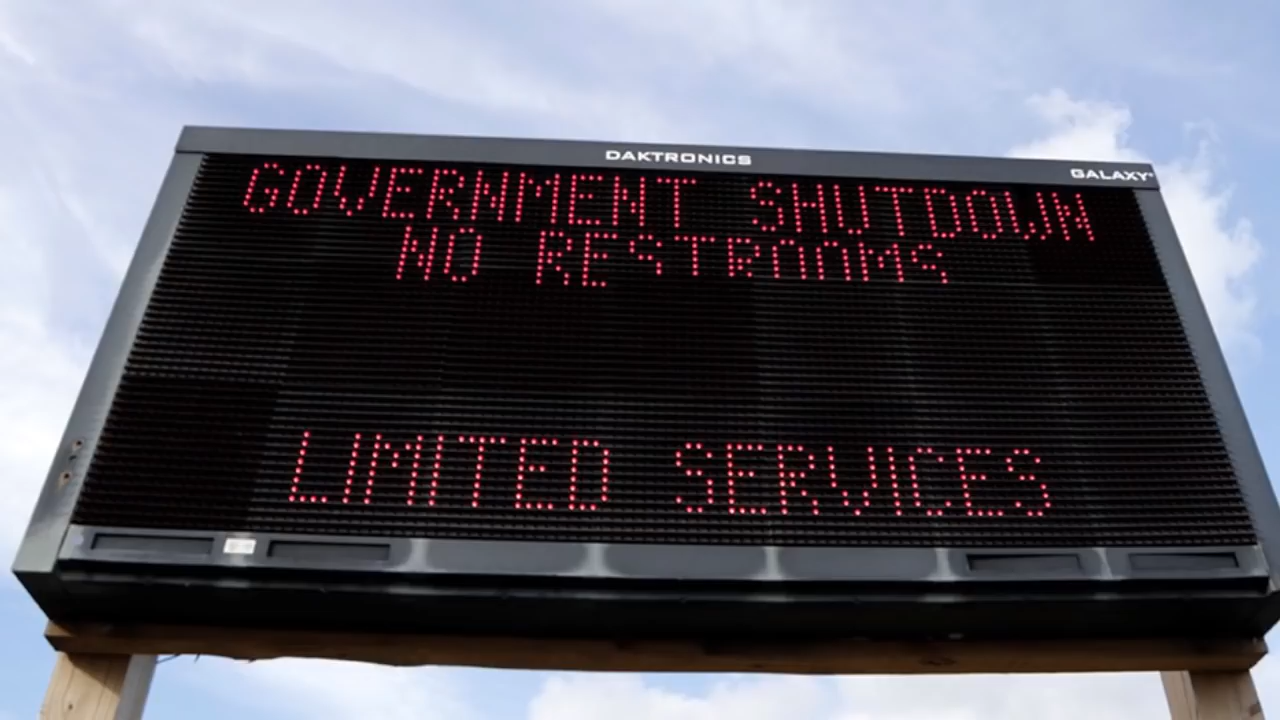 DAKTRONICS
GALAXY
GOVERNMENT SHUTDOWN
NO RESTROOMS
LIMITED SERVICES